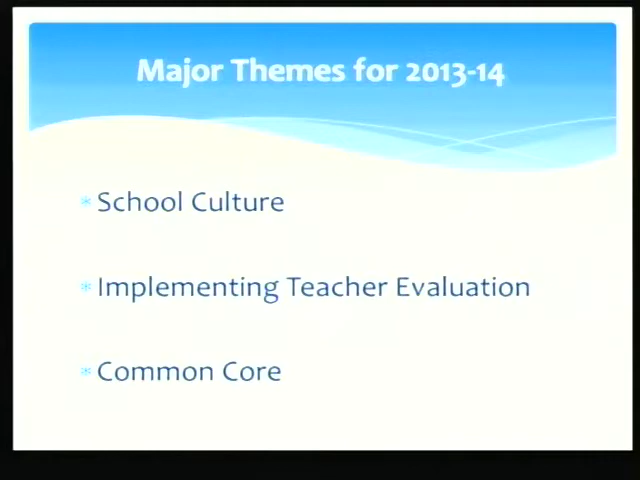 Major Themes for 2013-14
* School Culture
* Implementing Teacher Evaluation
* Common Core